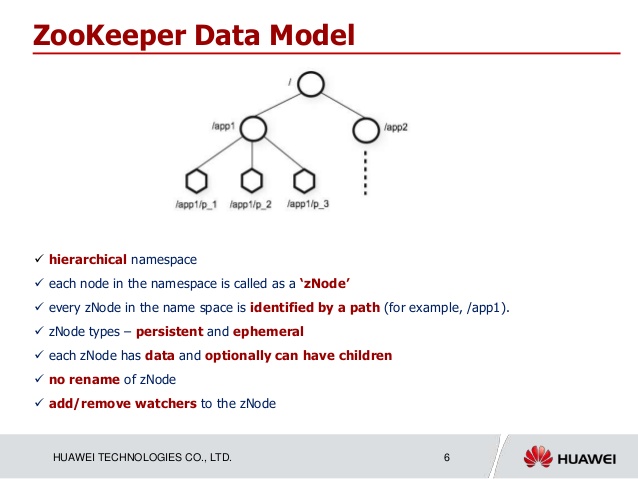 ZooKeeper Data Model
/
/app1
/app2
/app1/p_1 /app1/p_2 /app1/p_3
✓ hierarchical namespace
✓ each node in the namespace is called as a ‘zNode’
✓ every zNode in the name space is identified by a path (for example, /app1).
✓ zNode types – persistent and ephemeral
✓ each zNode has data and optionally can have children
✓ no rename of zNode
✓ add/remove watchers to the zNode
HUAWEI TECHNOLOGIES CO., LTD. 6 HUAWEI